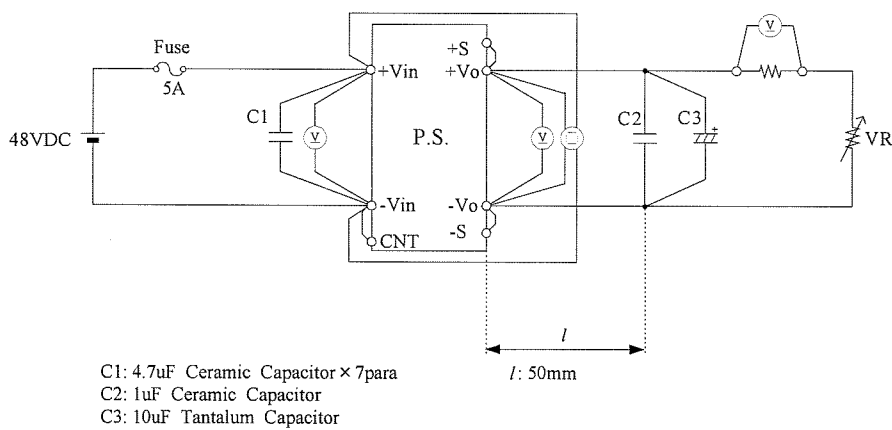 Fuse
5A
48VDC
C1
V
+Vin
-Vin
CNT
P.S.
+S
+Vo
-Vo
-S
V
C2
C3
+
V
VR
l
l: 50mm
C1: 4.7uF Ceramic Capacitor × 7para
C2: 1uF Ceramic Capacitor
C3: 10uF Tantalum Capacitor